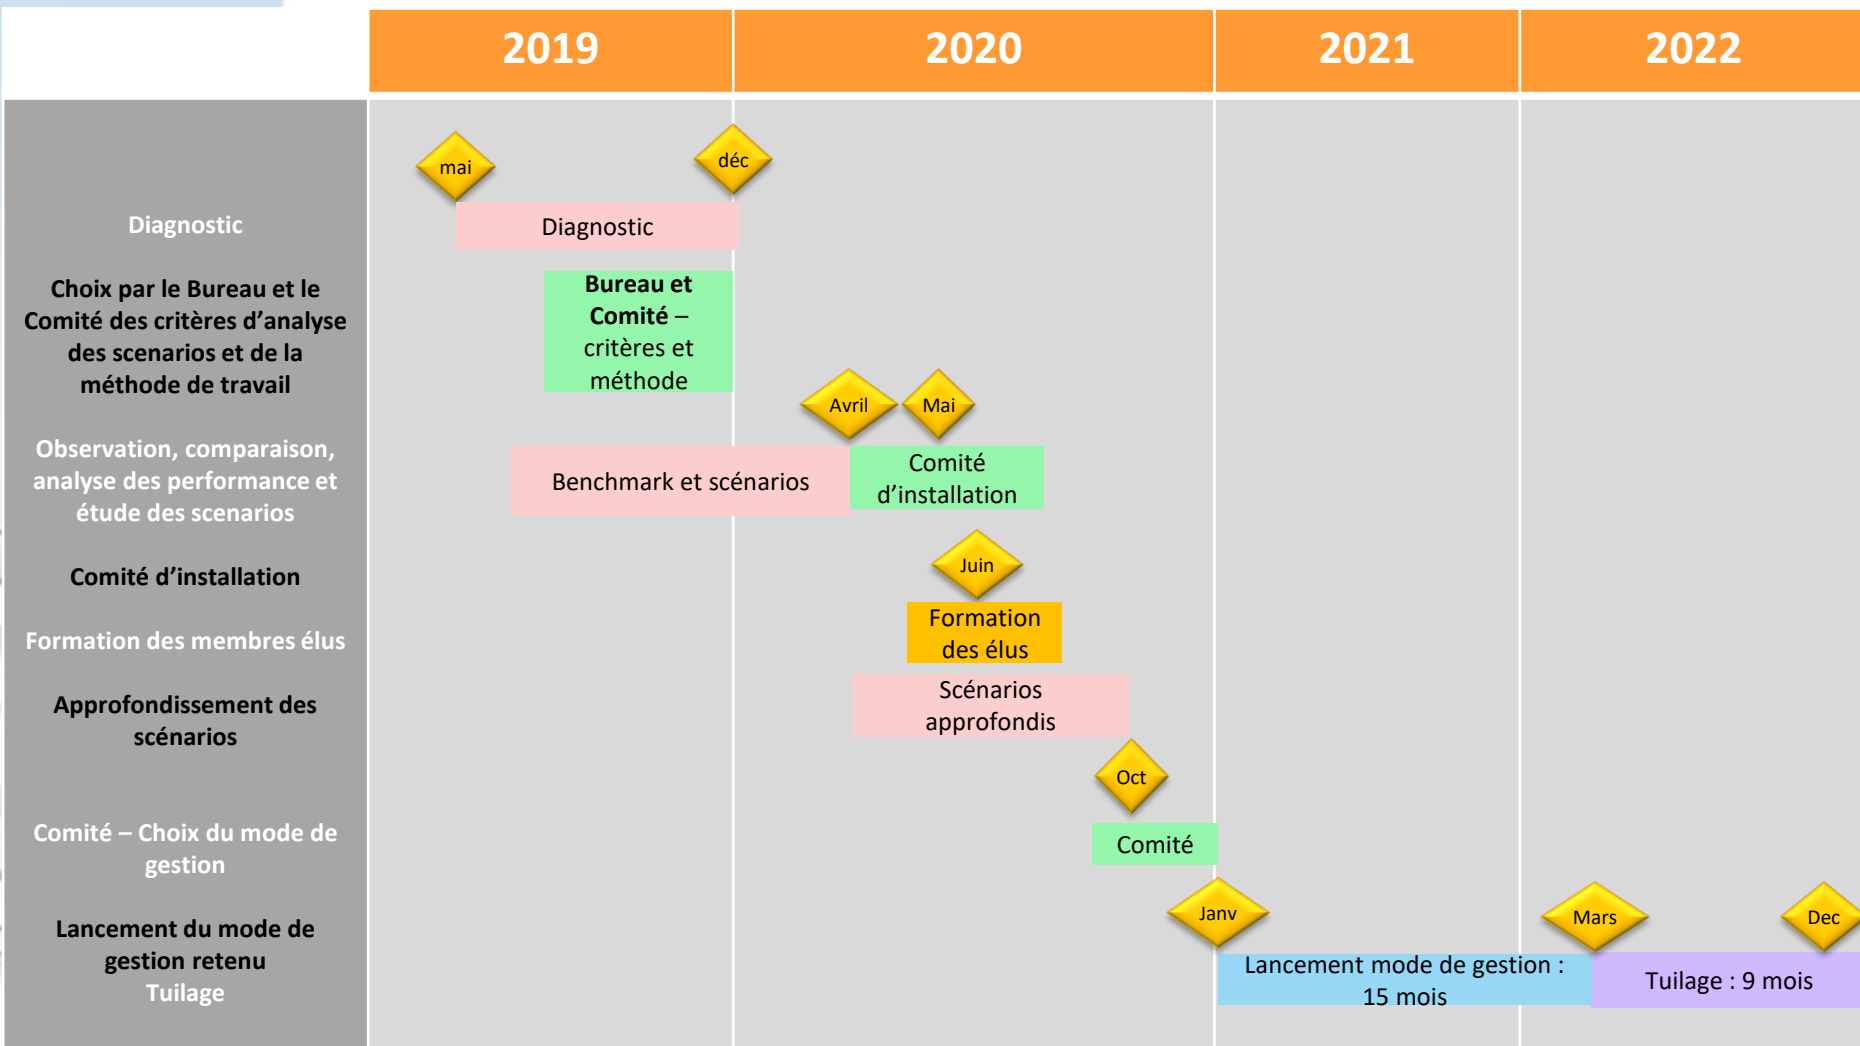 2019
2020
2021
2022
mai
déc
Diagnostic
Diagnostic
Choix par le Bureau et le
Comité des critères d'analyse
des scenarios et de la
méthode de travail
Bureau et
Comité –
critères et
méthode
Avril
Mai
Observation, comparaison,
analyse des performance et
étude des scenarios
Benchmark et scénarios
Comité
d'installation
Comité d'installation
Juin
Formation des membres élus
Formation
des élus
Approfondissement des
scénarios
Scénarios
approfondis
Oct
Comité – Choix du mode de
gestion
Comité
Janv
Mars
Dec
Lancement du mode de
gestion retenu
Tuilage
Lancement mode de gestion :
15 mois
Tuilage : 9 mois